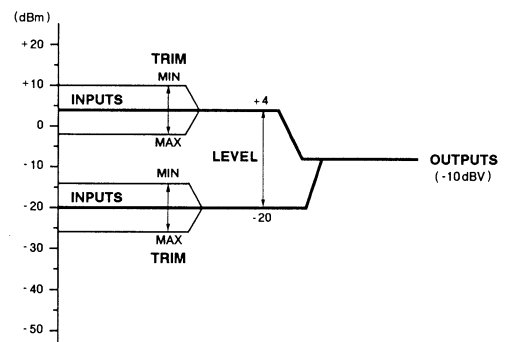 (dBm)
+20
TRIM
MIN
+10
INPUTS
+4
0
MAX
LEVEL
OUTPUTS
(-10dBV)
-10
MIN
INPUTS
-20
-20
MAX
-30
TRIM
-40
-50